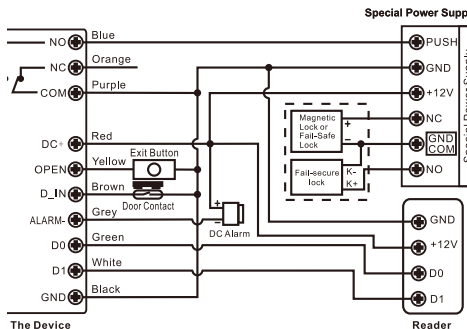 Special Power Supp
NO Blue PUSH
NC Orange GND
COM Purple +12V
Magnetic
Lock or
Fail-Safe
Lock
+
−
NC
GND
COM
DC+ Red
Exit Button
OPEN Yellow
Fail-secure
lock
K-
K+
NO
D_IN Brown
Door Contact
ALARM- Grey
+
−
DC Alarm
GND
D0 Green
+12V
D1 White
D0
GND Black
D1
The Device
Reader